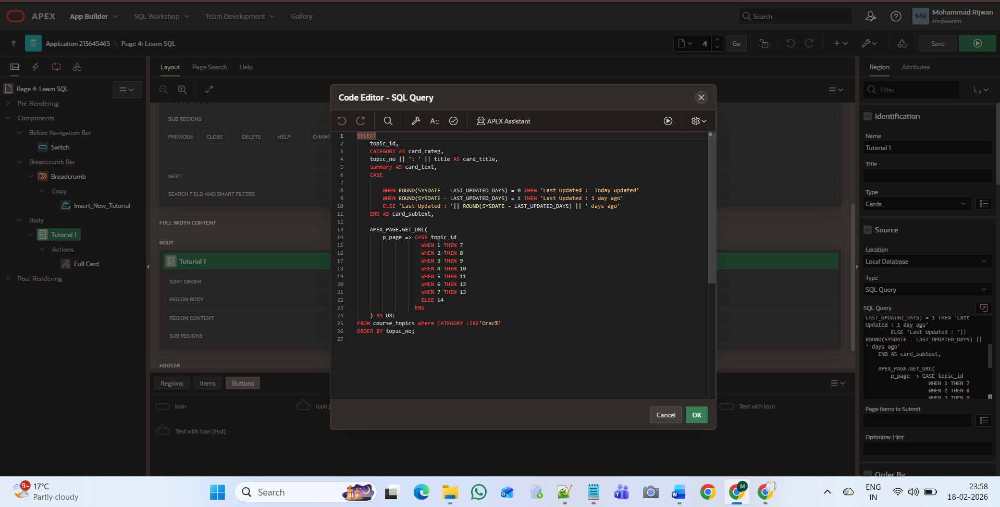 APEX
App Builder
SQL Workshop
Team Development
Gallery
Search
MR
Mohammad Rijwan
mrijwanrn
Application 213645465 \ Page 4: Learn SQL
4
Go
Save
Layout
Page Search
Help
Region
Attributes
Page 4: Learn SQL
Pre-Rendering
Components
Before Navigation Bar
Switch
Breadcrumb Bar
Breadcrumb
Copy
Insert_New_Tutorial
Body
Tutorial 1
Actions
Full Card
Post-Rendering
SUB REGIONS
PREVIOUS
CLOSE
DELETE
HELP
NEXT
SEARCH FIELD AND SMART FILTERS
FULL WIDTH CONTENT
BODY
Tutorial 1
SORT ORDER
REGION BODY
REGION CONTENT
SUB REGIONS
FOOTER
Regions
Items
Buttons
Icon
Icon [
Text with Icon
Text with Icon [Hot]
Code Editor - SQL Query
A::
APEX Assistant
1 SELECT
2 topic_id,
3 CATEGORY AS card_categ,
4 topic_no || ': ' || title AS card_title,
5 summary AS card_text,
6 CASE
7
8 WHEN ROUND(SYSDATE - LAST_UPDATED_DAYS) = 0 THEN 'Last Updated :  Today updated'
9 WHEN ROUND(SYSDATE - LAST_UPDATED_DAYS) = 1 THEN 'Last Updated : 1 day ago'
10 ELSE 'Last Updated : '|| ROUND(SYSDATE - LAST_UPDATED_DAYS) || ' days ago'
11 END AS card_subtext,
12
13 APEX_PAGE.GET_URL(
14 p_page => CASE topic_id
15 WHEN 1 THEN 7
16 WHEN 2 THEN 8
17 WHEN 3 THEN 9
18 WHEN 4 THEN 10
19 WHEN 5 THEN 11
20 WHEN 6 THEN 12
21 WHEN 7 THEN 13
22 ELSE 14
23 END
24 ) AS URL
25 FROM course_topics where CATEGORY LIKE'Orac%'
26 ORDER BY topic_no;
27
Cancel
OK
Filter
Identification
Name
Tutorial 1
Title
Type
Cards
Source
Location
Local Database
Type
SQL Query
SQL Query
LAST_UPDATED_DAYS) = 1 THEN 'Last
Updated : 1 day ago'
ELSE 'Last Updated : '||
ROUND(SYSDATE - LAST_UPDATED_DAYS) ||
' days ago'
END AS card_subtext,
APEX_PAGE.GET_URL(
p_page => CASE topic_id
WHEN 1 THEN 7
WHEN 2 THEN 8
WHEN 3 THEN 9
Page Items to Submit
Optimizer Hint
Order By
9+
17°C
Partly cloudy
Search
M
ENG
IN
23:58
18-02-2026